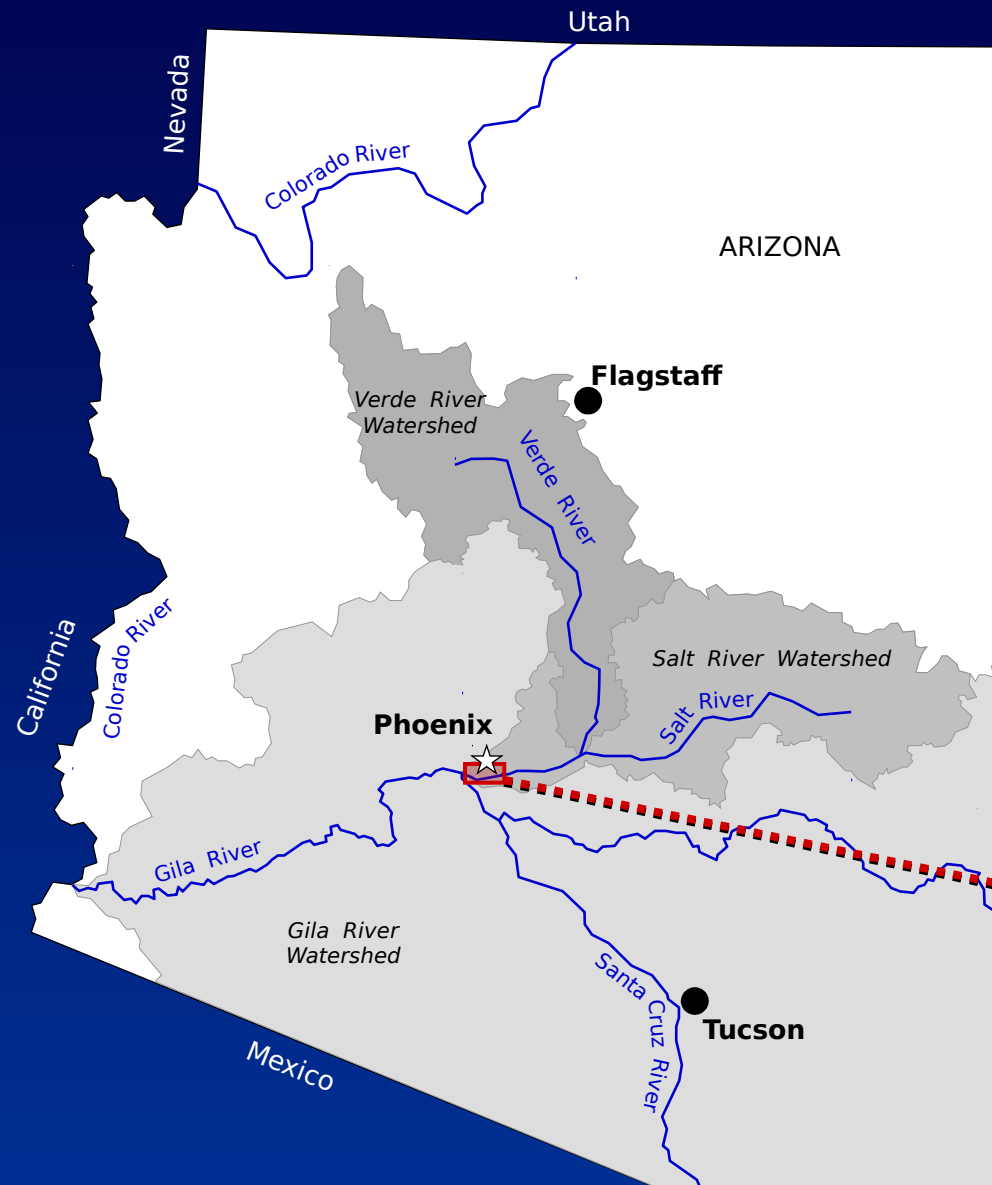 Utah
Nevada
Colorado River
ARIZONA
Flagstaff
Verde River
Watershed
Verde River
California
Colorado River
Salt River Watershed
Salt River
Phoenix
Gila River
Gila River
Watershed
Santa Cruz River
Tucson
Mexico